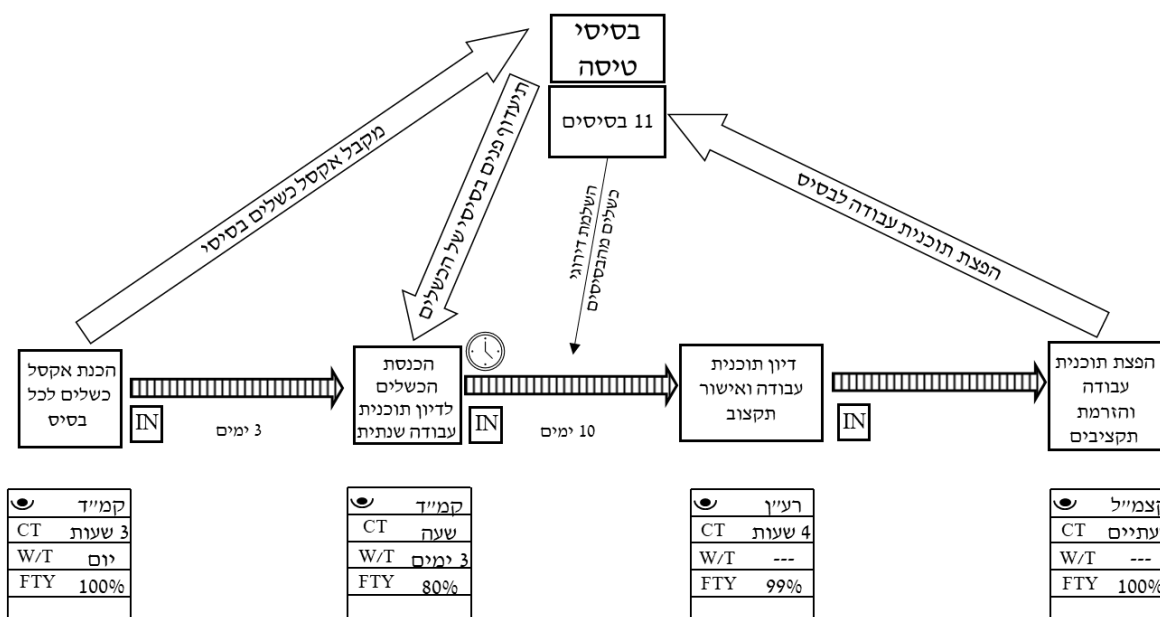 בסיסי
טיסה
11 בסיסים
מקבל אקסל כשלים בסיסי
תיעדוף פנים בסיסי של הכשלים
השלמת דירוגי
כשלים מהבסיסים
הפצת תוכנית עבודה לבסיס
הכנת אקסל
כשלים לכל
בסיס
IN
3 ימים
הכנסת
הכשלים
לדיון תוכנית
עבודה שנתית
IN
10 ימים
דיון תוכנית
עבודה ואישור
תקצוב
IN
הפצת תוכנית
עבודה
והזרמת
תקציבים
קמ״ד
CT 3 שעות
W/T יום
FTY 100%
קמ״ד
CT שעה
W/T 3 ימים
FTY 80%
רע״ן
CT 4 שעות
W/T ---
FTY 99%
קצמ״ל
CT שעתיים
W/T ---
FTY 100%